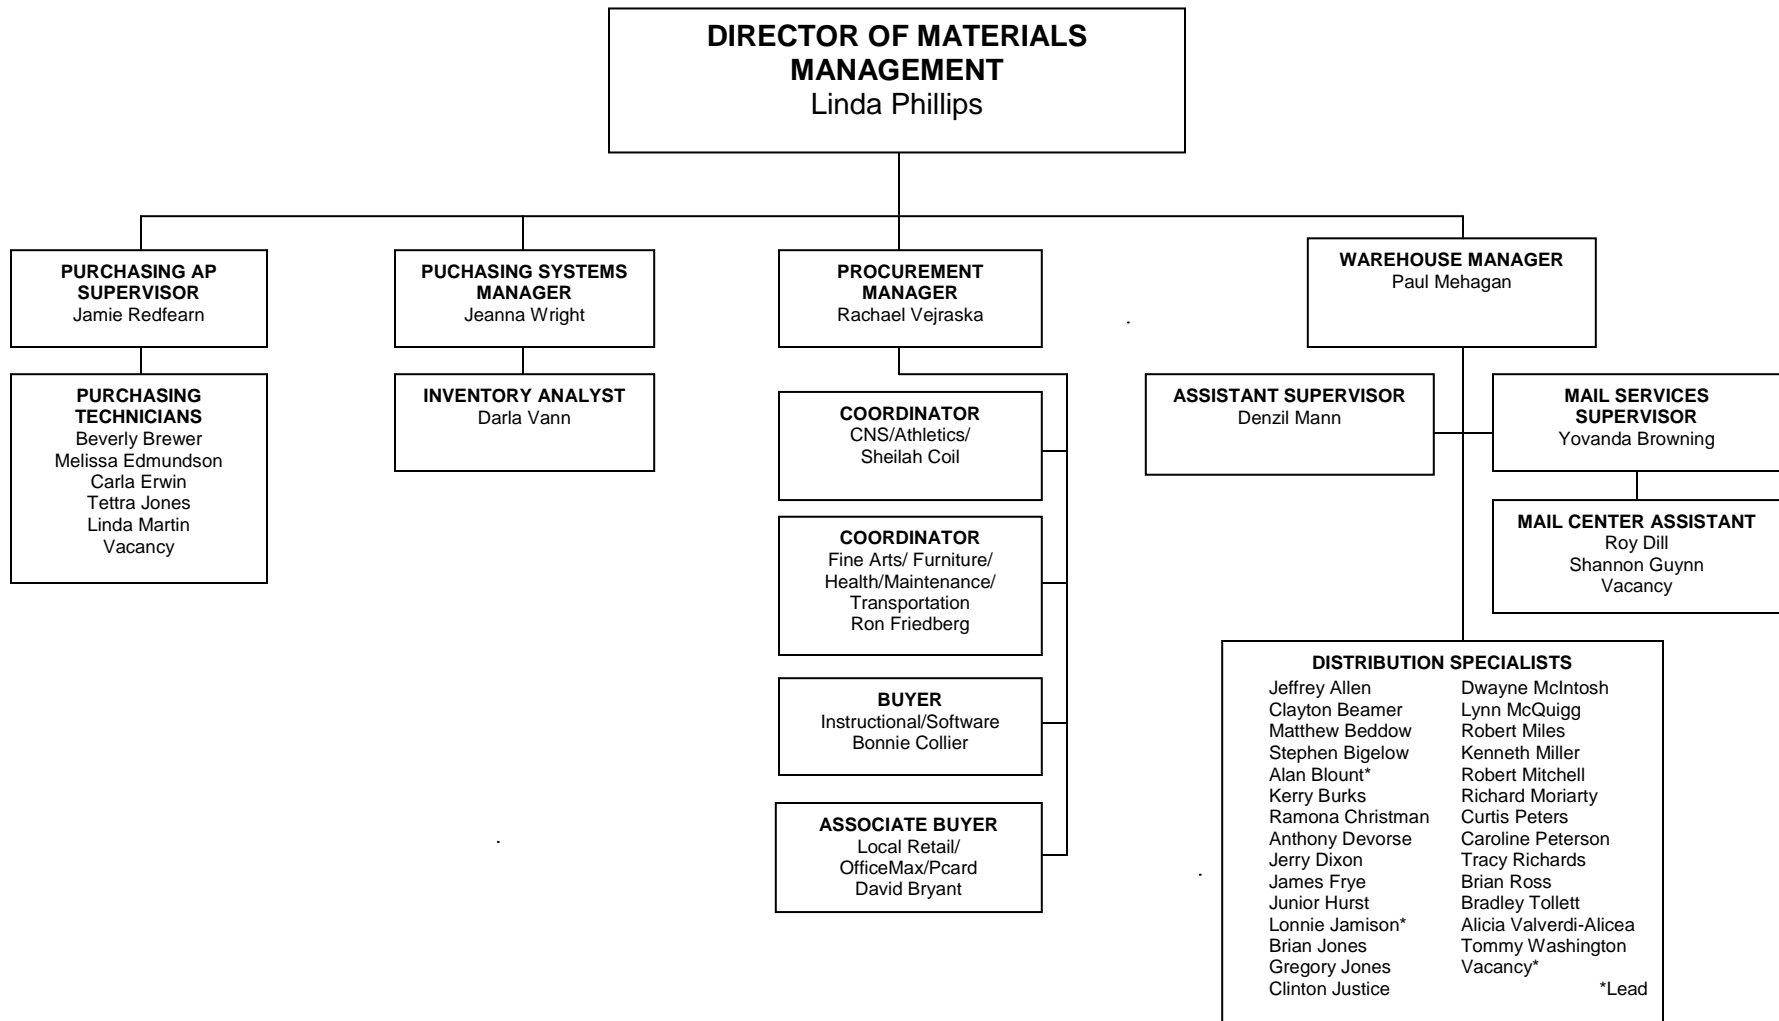 DIRECTOR OF MATERIALS
MANAGEMENT
Linda Phillips
PURCHASING AP
SUPERVISOR
Jamie Redfearn
PUCHASING SYSTEMS
MANAGER
Jeanna Wright
PROCUREMENT
MANAGER
Rachael Vejraska
WAREHOUSE MANAGER
Paul Mehagan
PURCHASING
TECHNICIANS
Beverly Brewer
Melissa Edmundson
Carla Erwin
Tettra Jones
Linda Martin
Vacancy
INVENTORY ANALYST
Darla Vann
COORDINATOR
CNS/Athletics/
Sheilah Coil
COORDINATOR
Fine Arts/ Furniture/
Health/Maintenance/
Transportation
Ron Friedberg
BUYER
Instructional/Software
Bonnie Collier
ASSOCIATE BUYER
Local Retail/
OfficeMax/Pcard
David Bryant
ASSISTANT SUPERVISOR
Denzil Mann
MAIL SERVICES
SUPERVISOR
Yovanda Browning
MAIL CENTER ASSISTANT
Roy Dill
Shannon Guynn
Vacancy
DISTRIBUTION SPECIALISTS
Jeffrey Allen
Clayton Beamer
Matthew Beddow
Stephen Bigelow
Alan Blount*
Kerry Burks
Ramona Christman
Anthony Devorse
Jerry Dixon
James Frye
Junior Hurst
Lonnie Jamison*
Brian Jones
Gregory Jones
Clinton Justice
Dwayne McIntosh
Lynn McQuigg
Robert Miles
Kenneth Miller
Robert Mitchell
Richard Moriarty
Curtis Peters
Caroline Peterson
Tracy Richards
Brian Ross
Bradley Tollett
Alicia Valverdi-Alicea
Tommy Washington
Vacancy*
*Lead